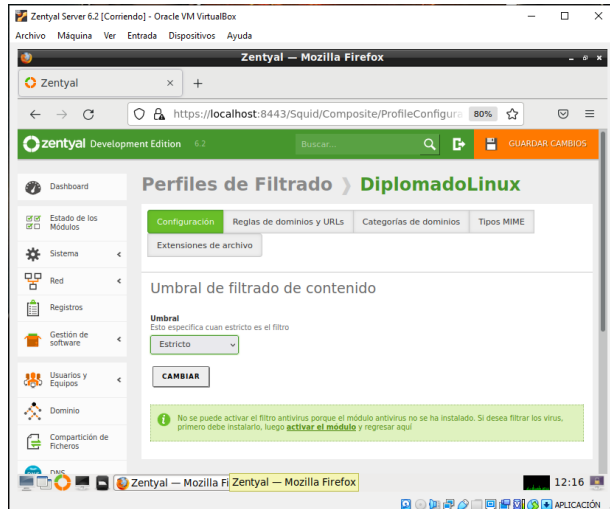 Zentyal Server 6.2 [Corriendo] - Oracle VM VirtualBox
Archivo Máquina Ver Entrada Dispositivos Ayuda
Zentyal — Mozilla Firefox
Zentyal
https://localhost:8443/Squid/Composite/ProfileConfigura 80%
zentyal Development Edition 6.2 Buscar... GUARDAR CAMBIOS
Dashboard
Estado de los
Módulos
Sistema
Red
Registros
Gestión de
software
Usuarios y
Equipos
Dominio
Compartición de
Ficheros
DNS
Perfiles de Filtrado DiplomadoLinux
Configuración Reglas de dominios y URLs Categorías de dominios Tipos MIME
Extensiones de archivo
Umbral de filtrado de contenido
Umbral
Esto especifica cuan estricto es el filtro
Estricto
CAMBIAR
No se puede activar el filtro antivirus porque el módulo antivirus no se ha instalado. Si desea filtrar los virus,
primero debe instalarlo, luego activar el módulo y regresar aquí
Zentyal — Mozilla Fi Zentyal — Mozilla Firefox 12:16
APLICACIÓN